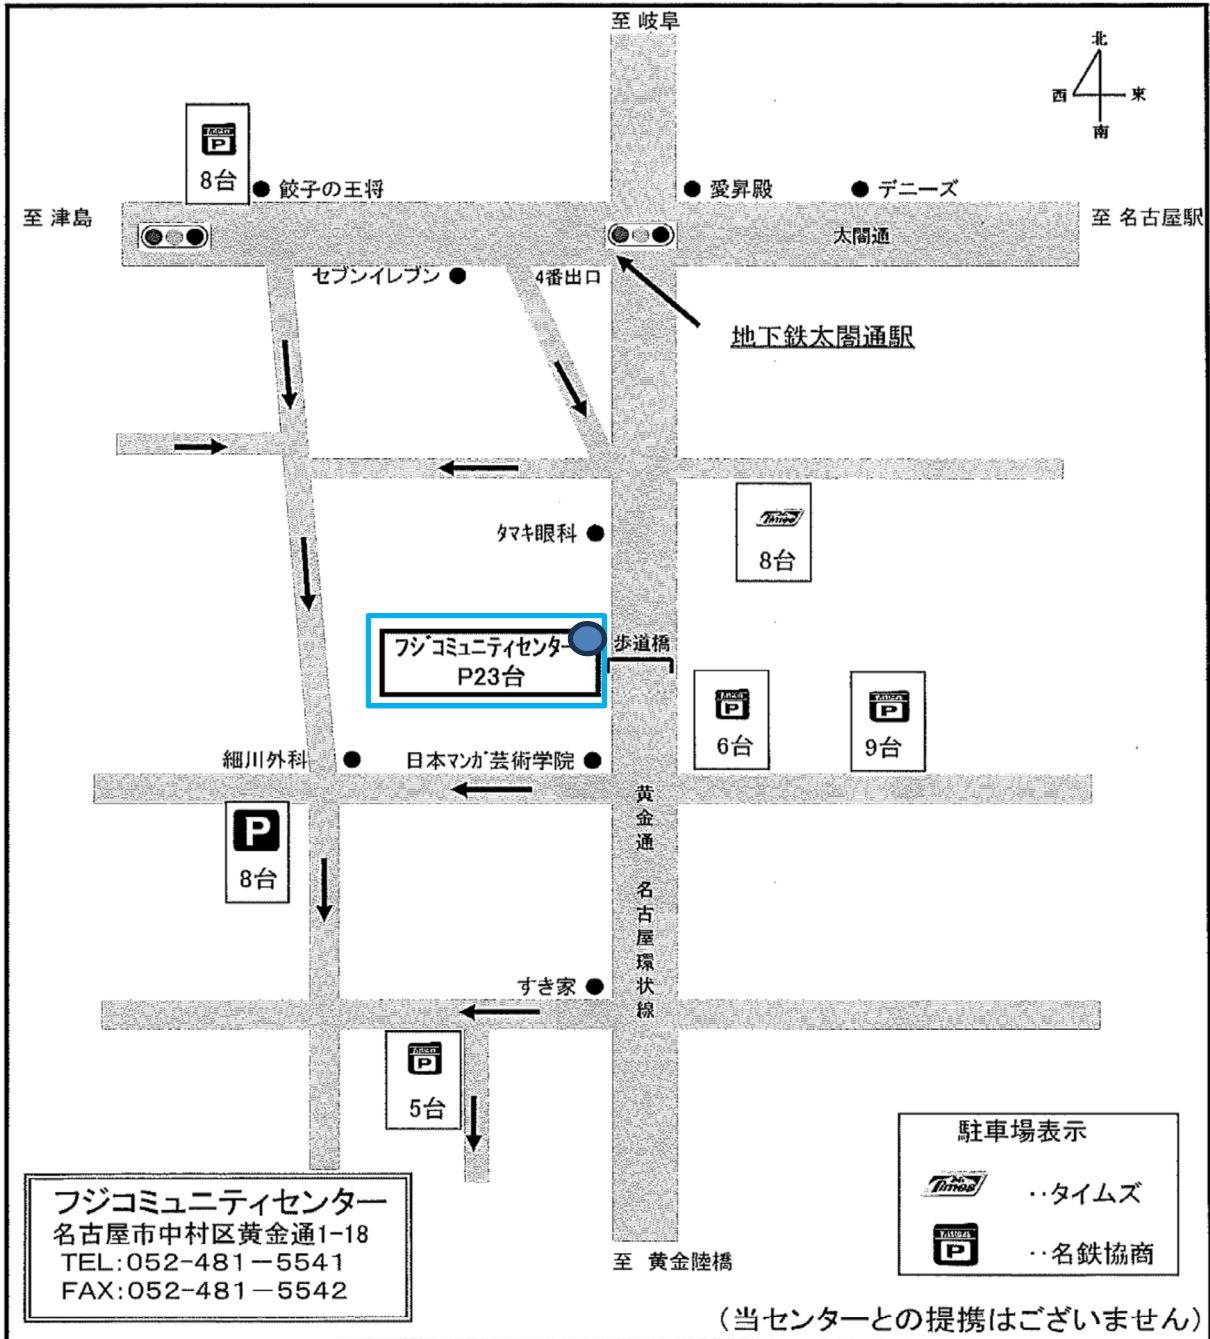 至 岐阜
北
西
東
南
P
8台
餃子の王将
愛昇殿
デニーズ
至 津島
至 名古屋駅
太閤通
セブンイレブン
4番出口
地下鉄太閤通駅
タマキ眼科
Times
8台
フジコミュニティセンター
P23台
歩道橋
P
6台
P
9台
細川外科
日本マンガ芸術学院
黄金通 名古屋環状線
P
8台
すき家
P
5台
駐車場表示
Times
‥タイムズ
P
‥名鉄協商
フジコミュニティセンター
名古屋市中村区黄金通1-18
TEL:052-481-5541
FAX:052-481-5542
至 黄金陸橋
(当センターとの提携はございません)